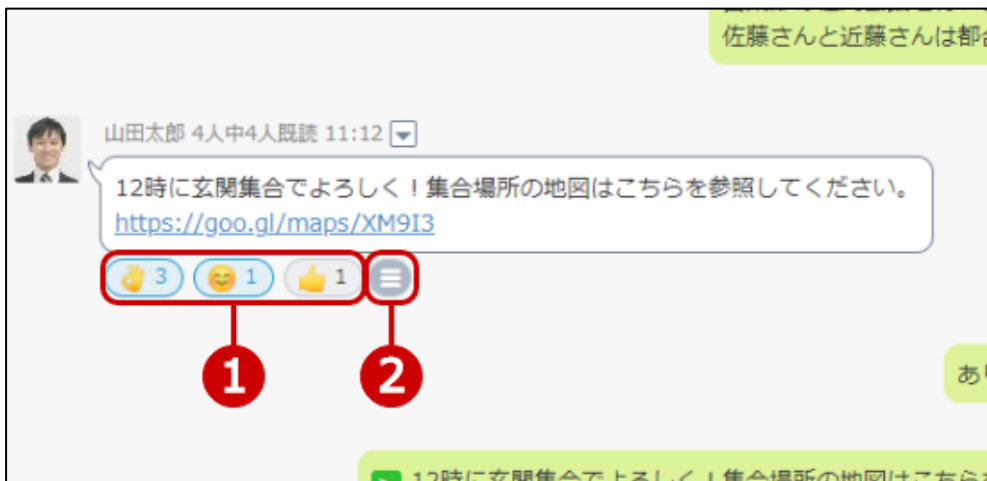 佐藤さんと近藤さんは都合
山田太郎 4人中4人既読 11:12
12時に玄関集合でよろしく！集合場所の地図はこちらを参照してください。
https://goo.gl/maps/XM9I3
3 1 1
1 2
あり
12時に玄関集合でよろしく！集合場所の地図はこちらを